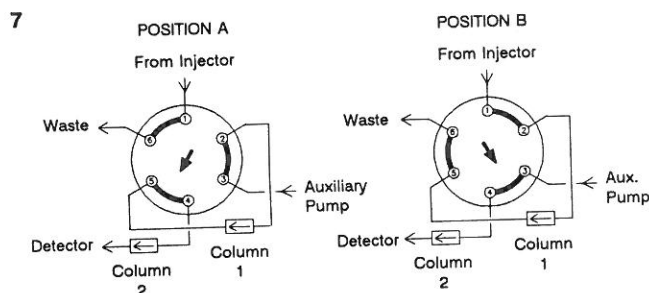 7
POSITION A
From Injector
Waste
1
2
3
4
5
6
Auxiliary
Pump
Detector
Column
2
Column
1
POSITION B
From Injector
Waste
1
2
3
4
5
6
Aux.
Pump
Detector
Column
2
Column
1